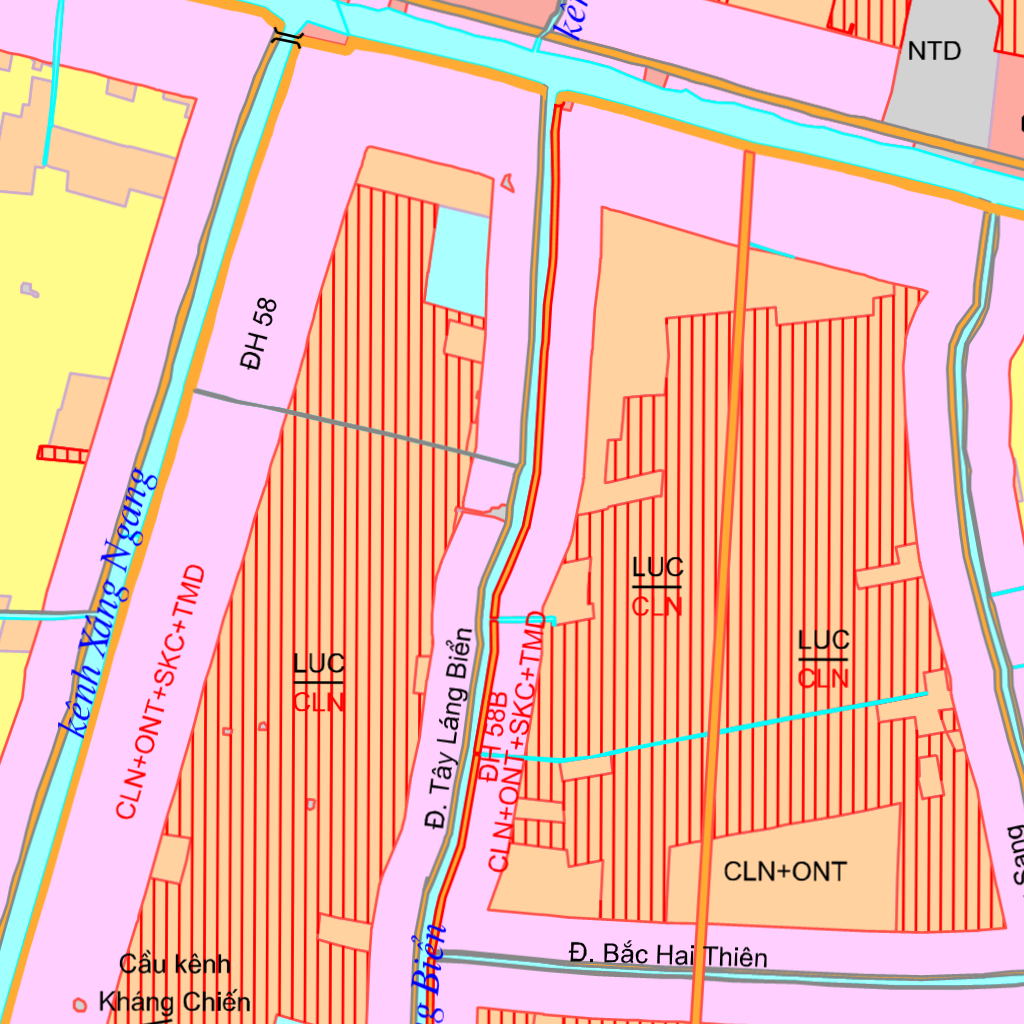 NTD
ĐH 58
kênh Xáng Ngang
CLN+ONT+SKC+TMD
LUC
CLN
LUC
CLN
LUC
CLN
Đ. Tây Láng Biển
ĐH 58B
CLN+ONT+SKC+TMD
CLN+ONT
Đ. Bắc Hai Thiên
Biển
Cầu kênh
Kháng Chiến